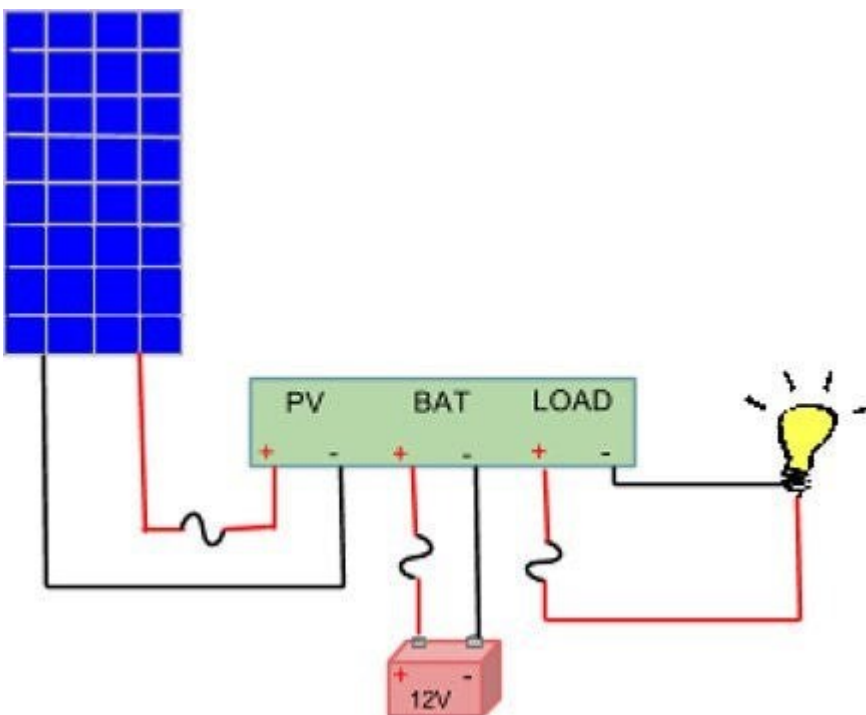 PV BAT LOAD
+ - + - + -
+ -
12V